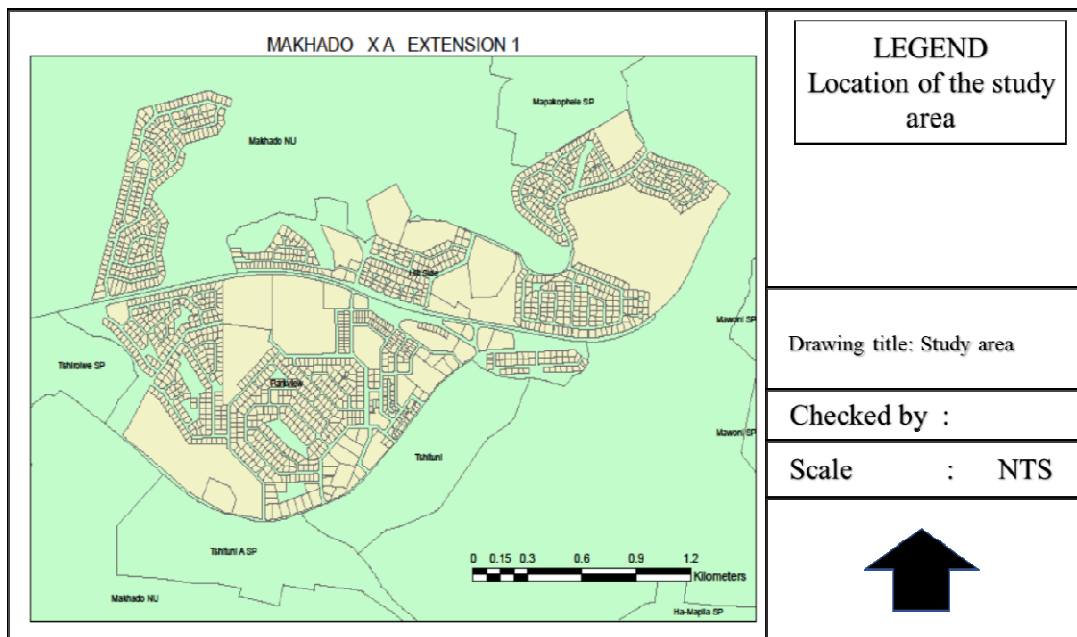 MAKHADO X A EXTENSION 1
Mapakophele SP
Makhado NU
Hill Side
Mawoni SP
Tshirolwe SP
Parkview
Mawoni SP
Tshituni
Tshituni A SP
0 0.15 0.3 0.6 0.9 1.2
Kilometers
Makhado NU
Ha-Mapila SP
LEGEND
Location of the study
area
Drawing title: Study area
Checked by :
Scale : NTS